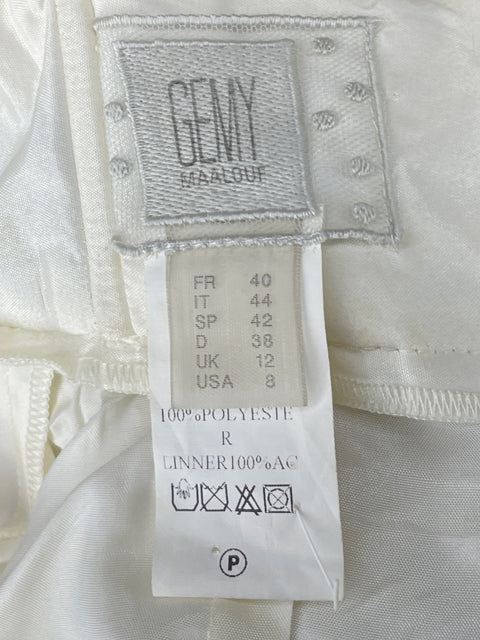 GEMY
MAALOUF
FR 40
IT 44
SP 42
D 38
UK 12
USA 8
100%POLYESTE
R
LINNER100%AC
P